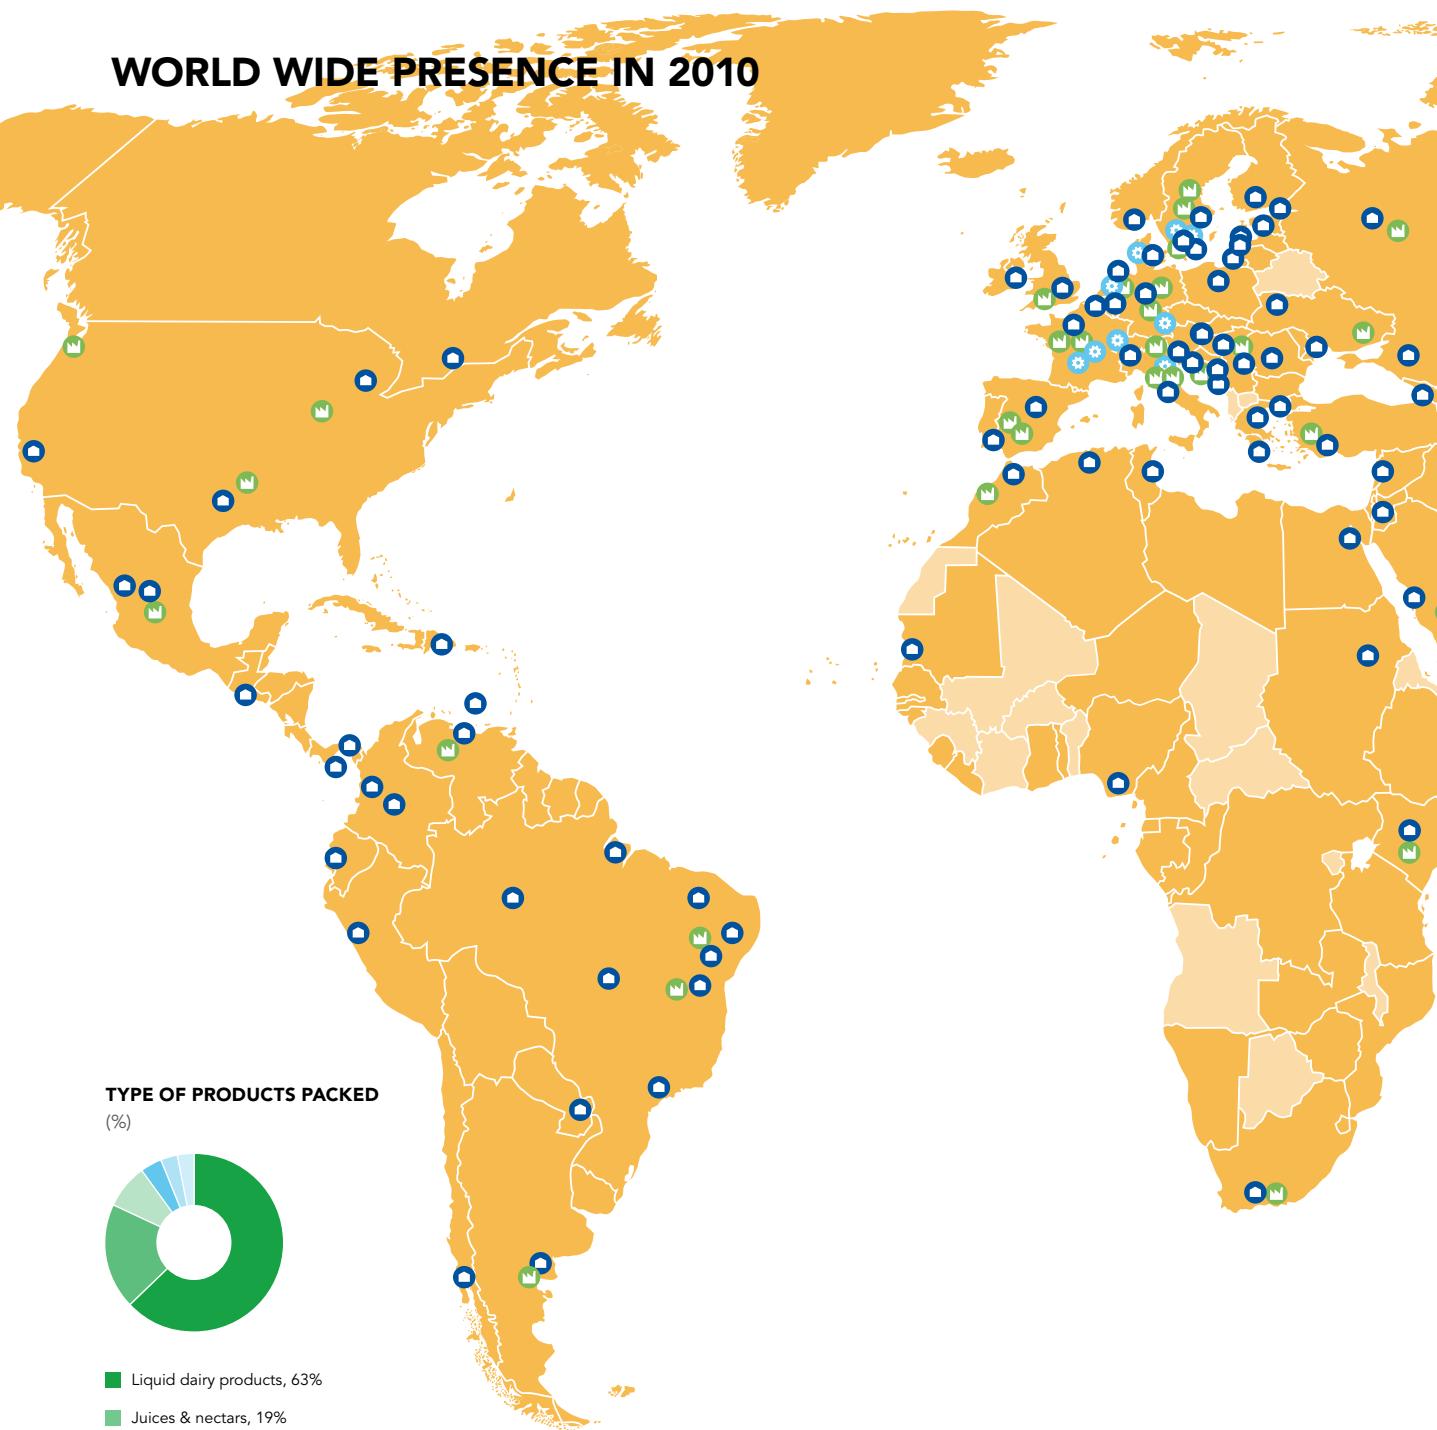 WORLD WIDE PRESENCE IN 2010
TYPE OF PRODUCTS PACKED
(%)
Liquid dairy products, 63%
Juices & nectars, 19%